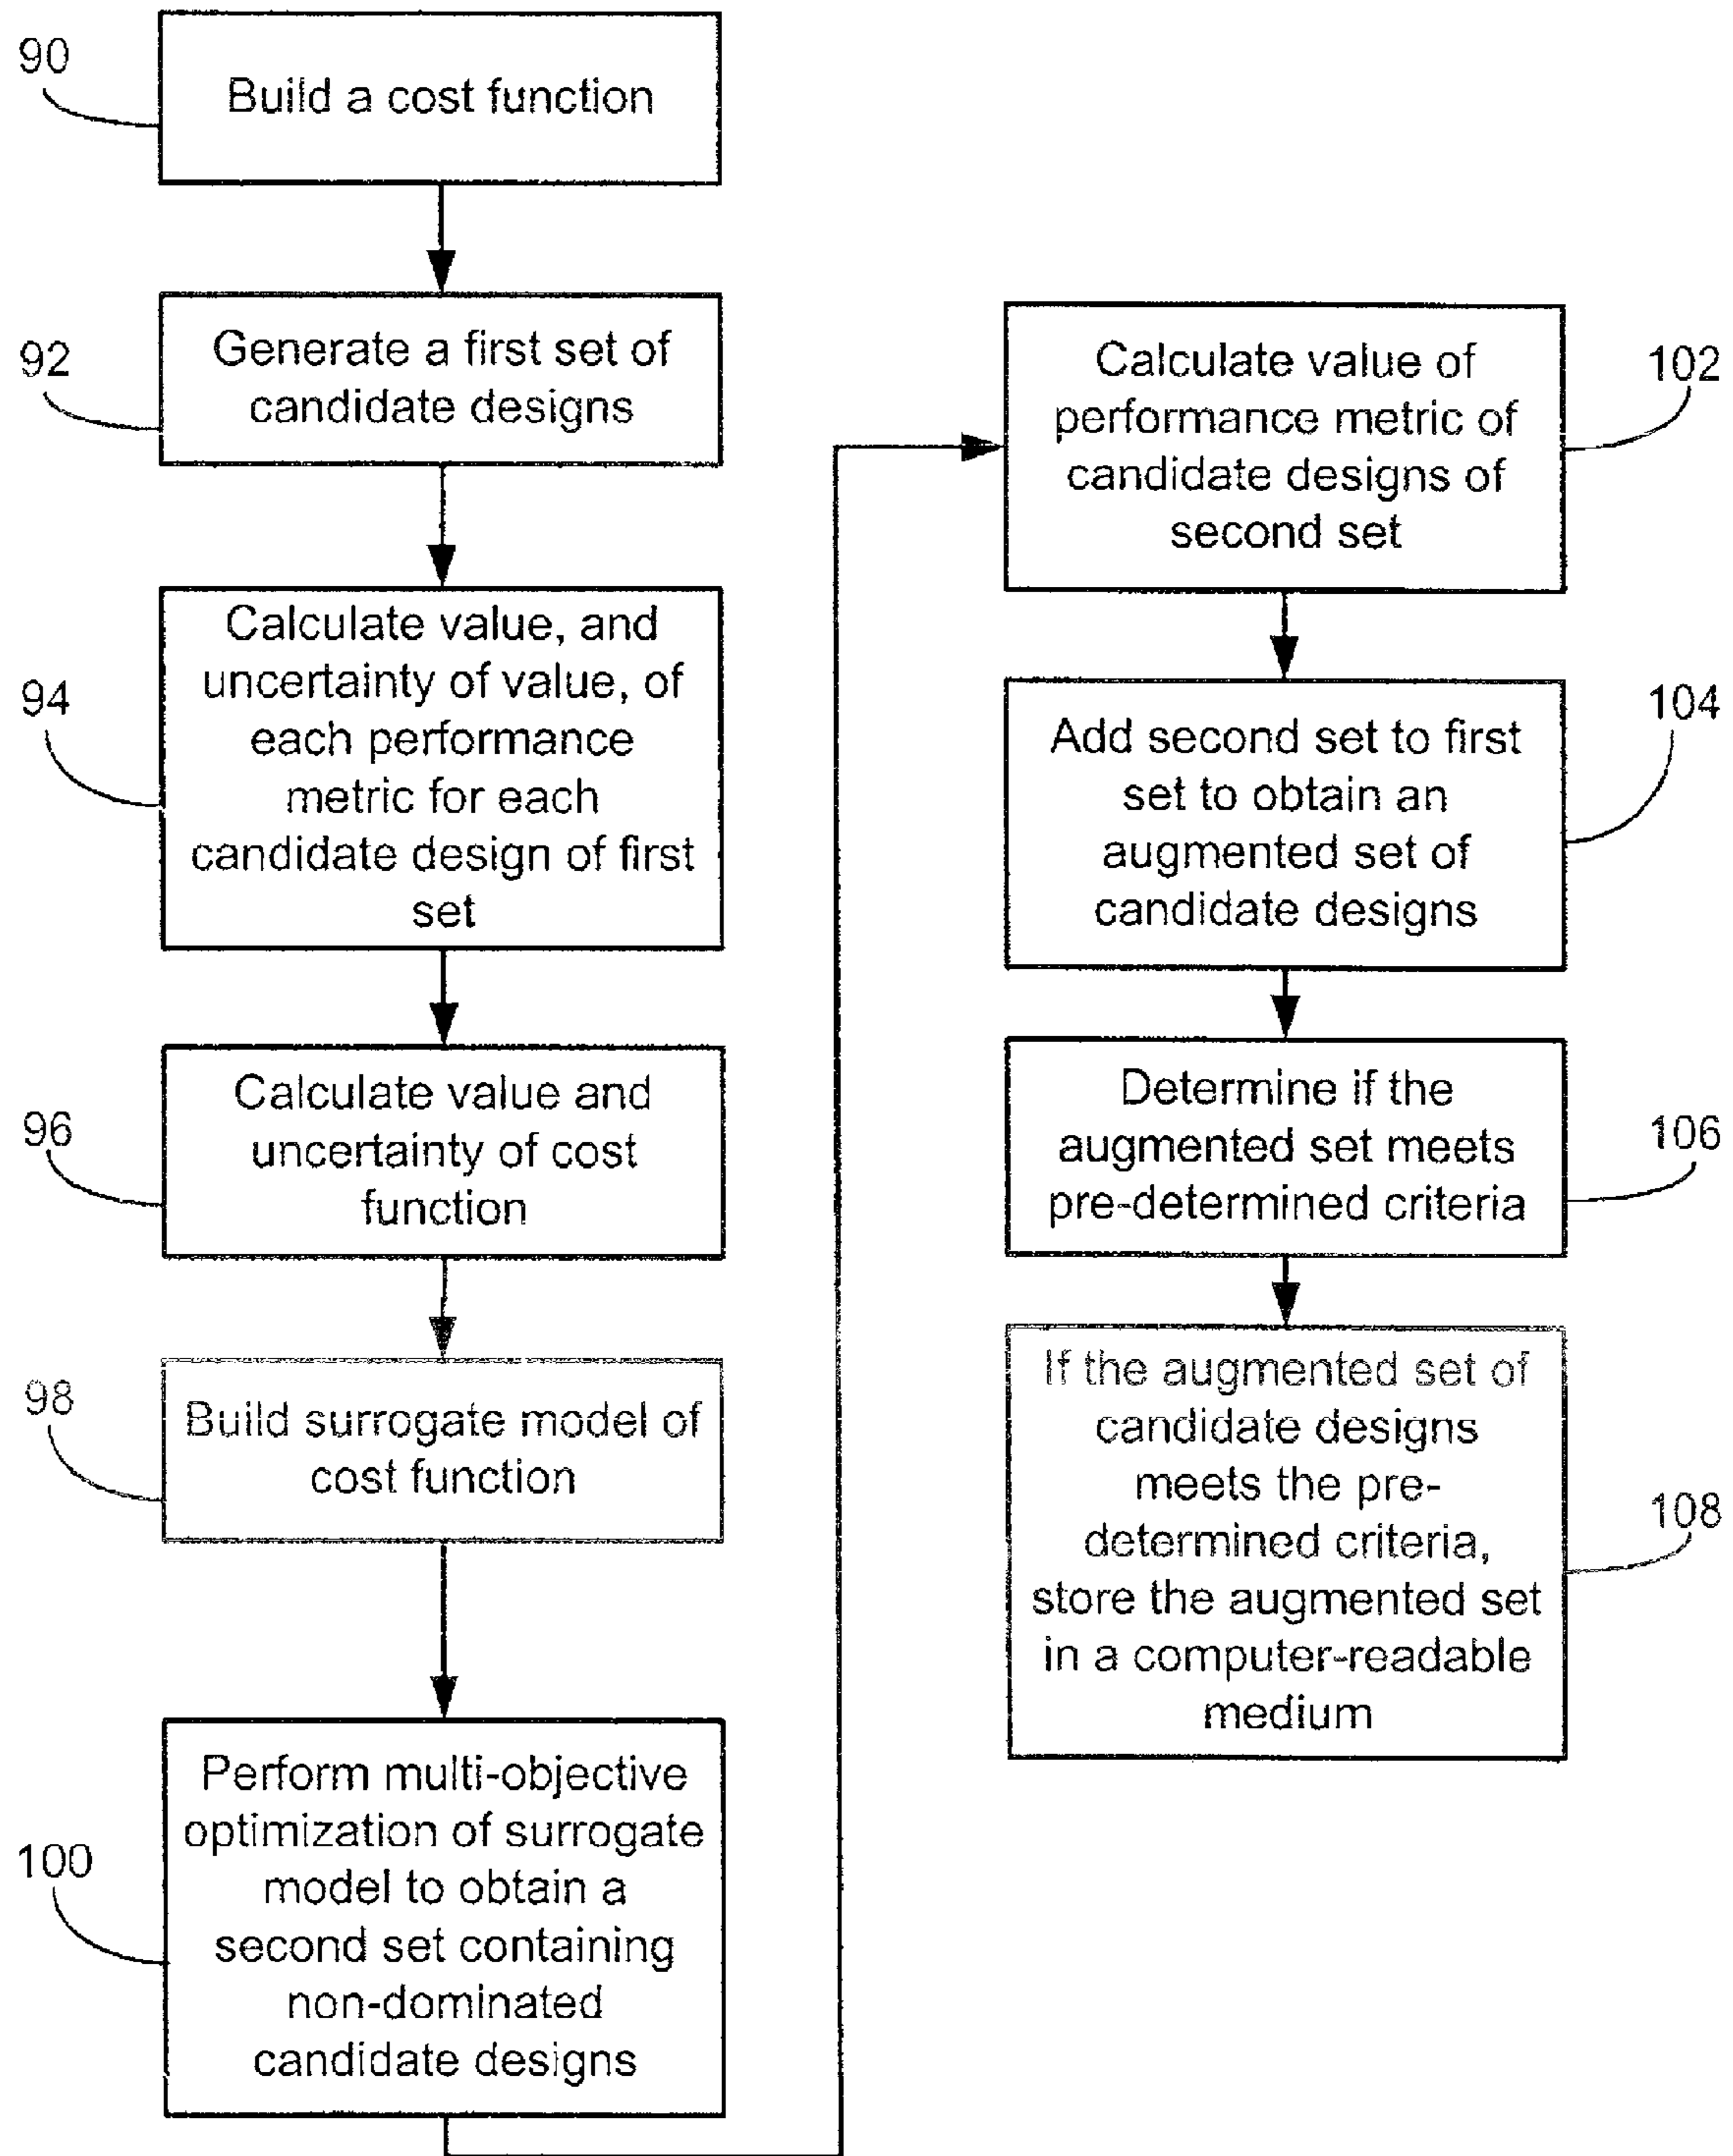 90
Build a cost function
92
Generate a first set of
candidate designs
94
Calculate value, and
uncertainty of value, of
each performance
metric for each
candidate design of first
set
96
Calculate value and
uncertainty of cost
function
98
Build surrogate model of
cost function
100
Perform multi-objective
optimization of surrogate
model to obtain a
second set containing
non-dominated
candidate designs
102
Calculate value of
performance metric of
candidate designs of
second set
104
Add second set to first
set to obtain an
augmented set of
candidate designs
106
Determine if the
augmented set meets
pre-determined criteria
108
If the augmented set of
candidate designs
meets the pre-
determined criteria,
store the augmented set
in a computer-readable
medium